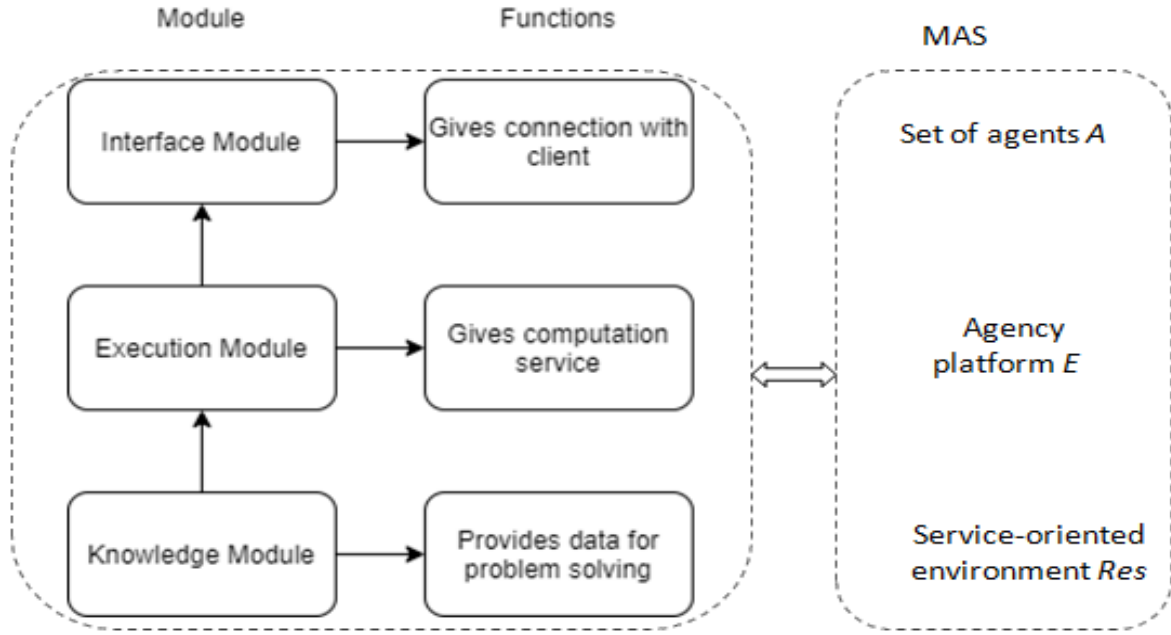 Module
Functions
MAS
Interface Module
Gives connection with
client
Set of agents A
Execution Module
Gives computation
service
Agency
platform E
Knowledge Module
Provides data for
problem solving
Service-oriented
environment Res